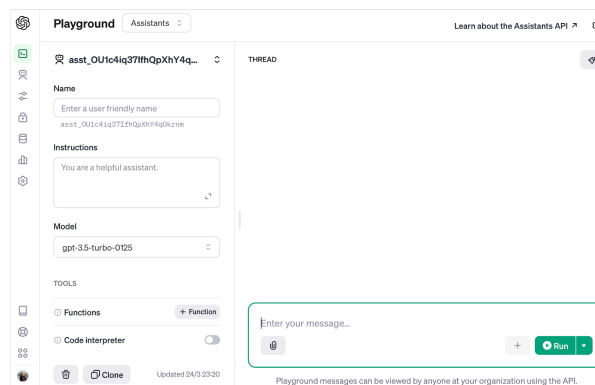 Playground Assistants
Learn about the Assistants API
asst_OU1c4iq37IfhQpXhY4q...
THREAD
Name
Enter a user friendly name
asst_OU1c4iq37IfhQpXhY4qOkznm
Instructions
You are a helpful assistant.
Model
gpt-3.5-turbo-0125
TOOLS
Functions
+ Function
Code interpreter
Clone
Updated 24/3 23:20
Enter your message...
Run
Playground messages can be viewed by anyone at your organization using the API.